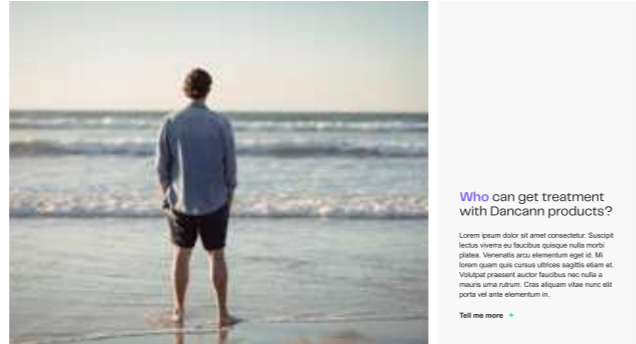 Who can get treatment
with Dancann products?
Lorem ipsum dolor sit amet consectetur. Suscipit
lectus viverra eu faucibus quisque nulla morbi
platea. Venenatis arcu elementum eget id. Mi
lorem quam quis cursus ultrices sagittis etiam et.
Volutpat praesent auctor faucibus nec nulla a
mauris urna rutrum. Cras aliquam vitae nunc elit
porta vel ante elementum in.
Tell me more +